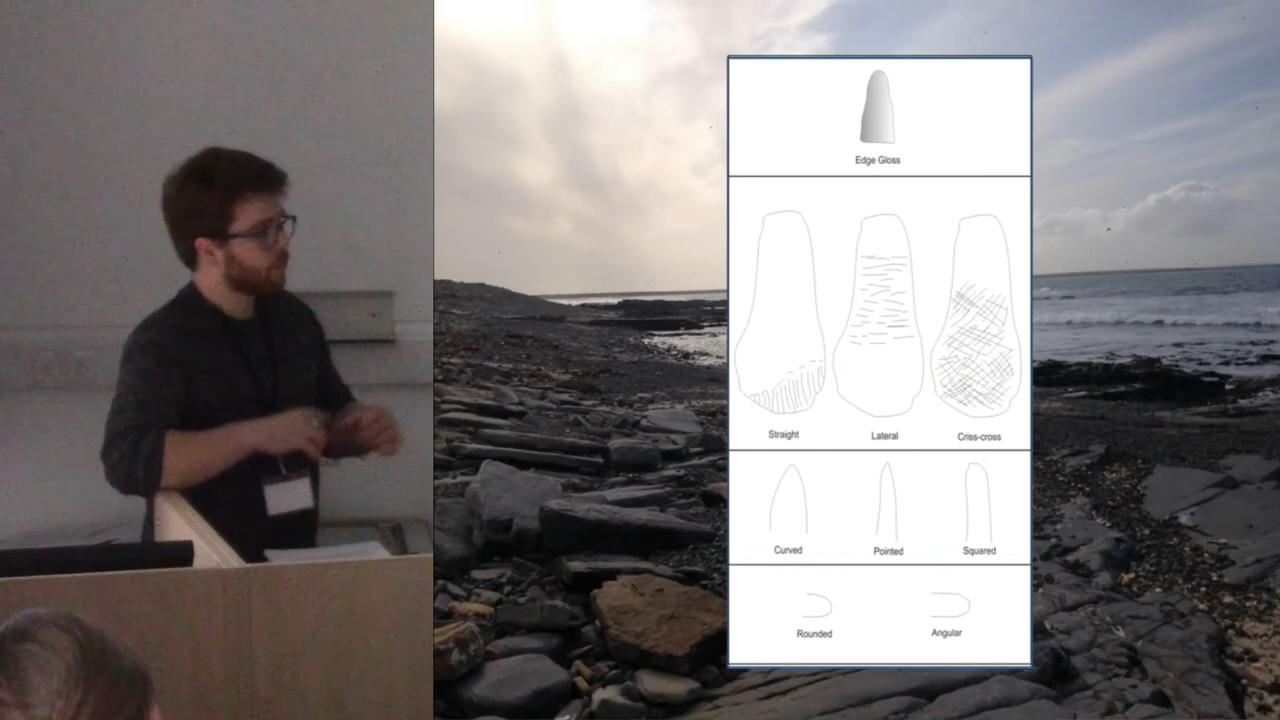 Edge Gloss
Straight Lateral Criss-cross
Curved Pointed Squared
Rounded Angular